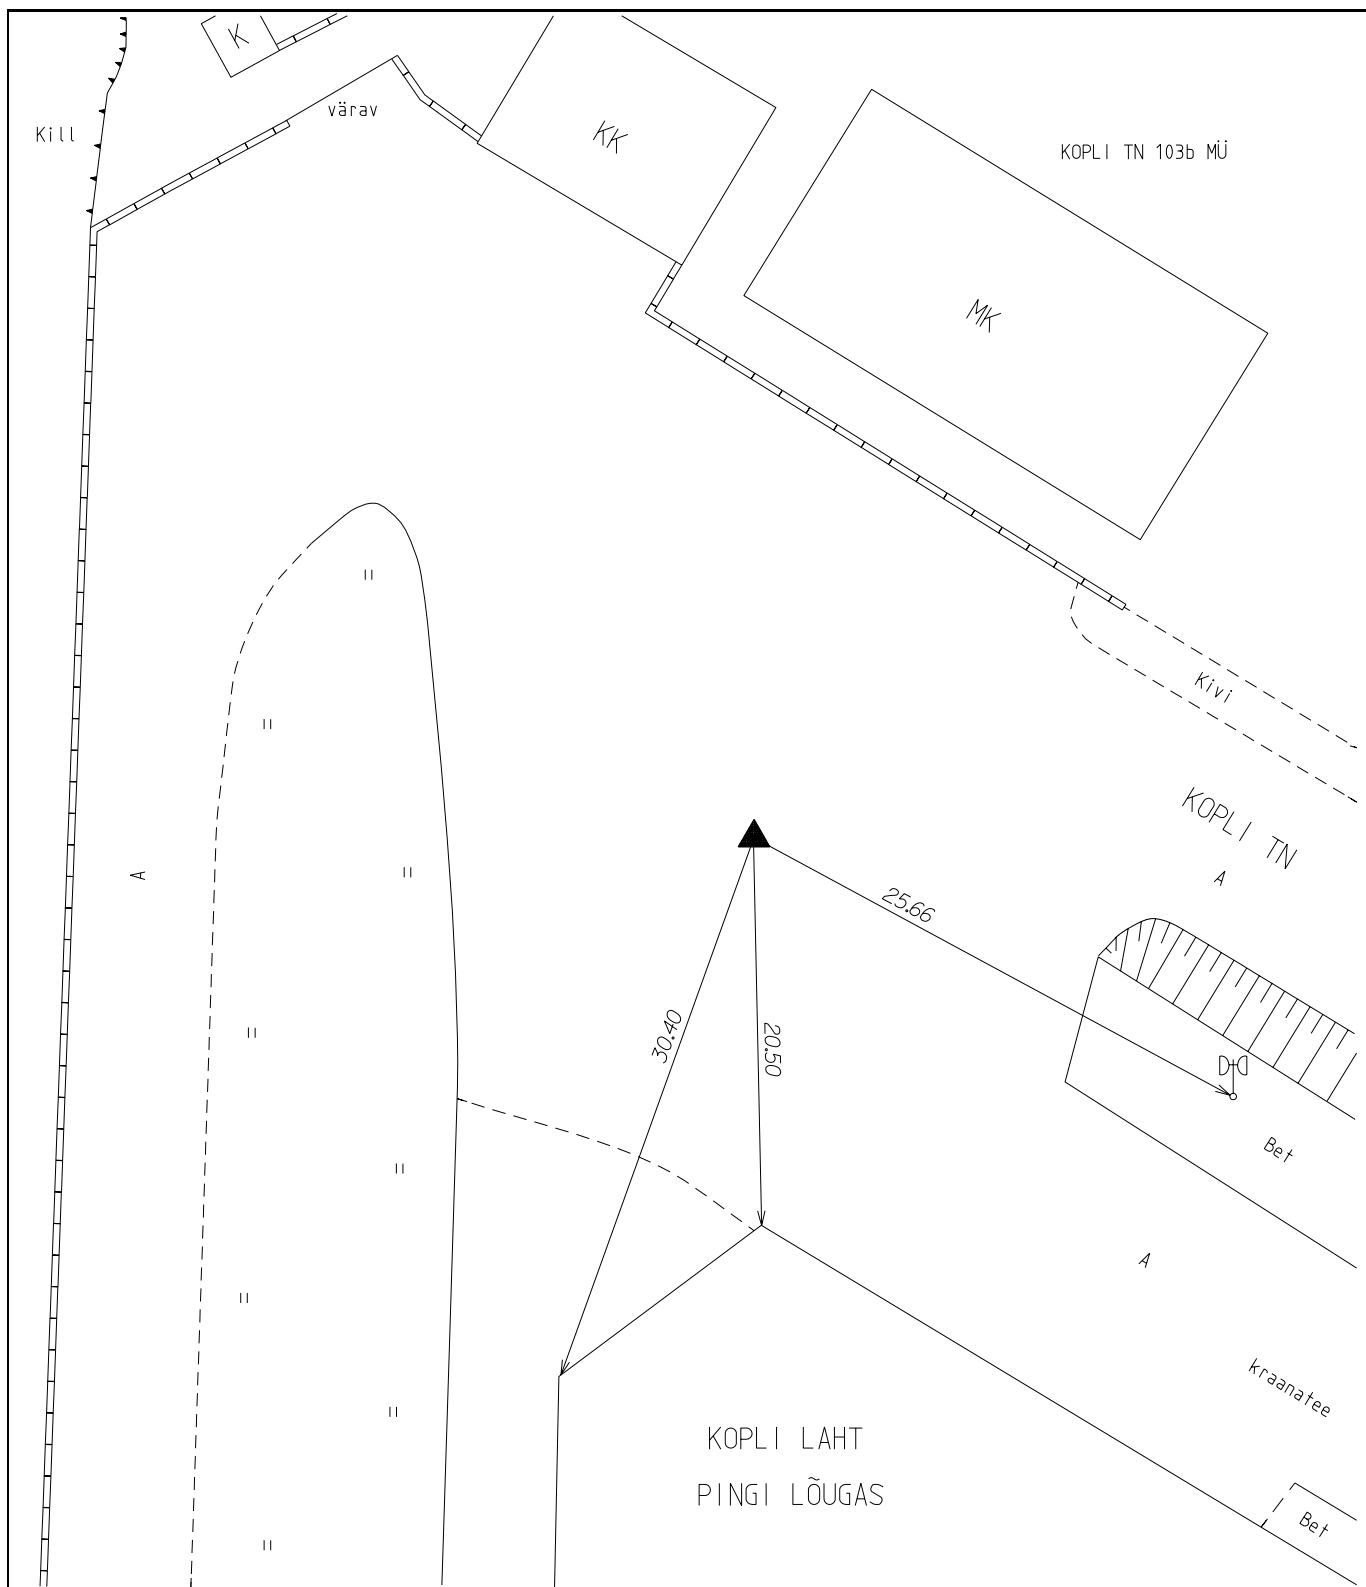 K
värav
Kill
KK
KOPLI TN 103b MÜ
MK
Kivi
KOPLI TN
A
A
25.66
30.40
20.50
Bet
A
kraanatee
KOPLI LAHT
PINGI LÕUGAS
Bet